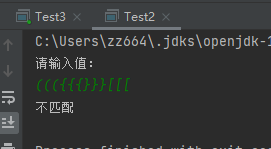 Test3 × Test2 ×
C:\Users\zz664\.jdks\openjdk-1
请输入值:
(((({{}}}[[[
不匹配